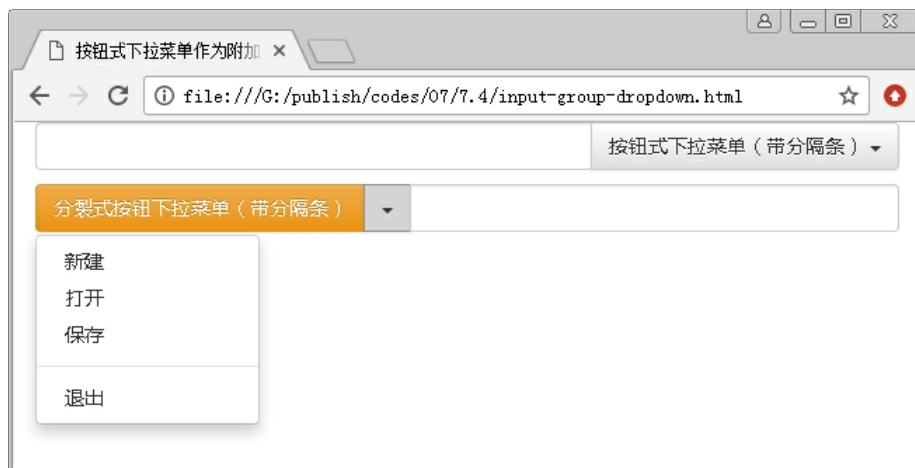 按钮式下拉菜单作为附加
file:///G:/publish/codes/07/7.4/input-group-dropdown.html
按钮式下拉菜单（带分隔条）
分裂式按钮下拉菜单（带分隔条）
新建
打开
保存
退出